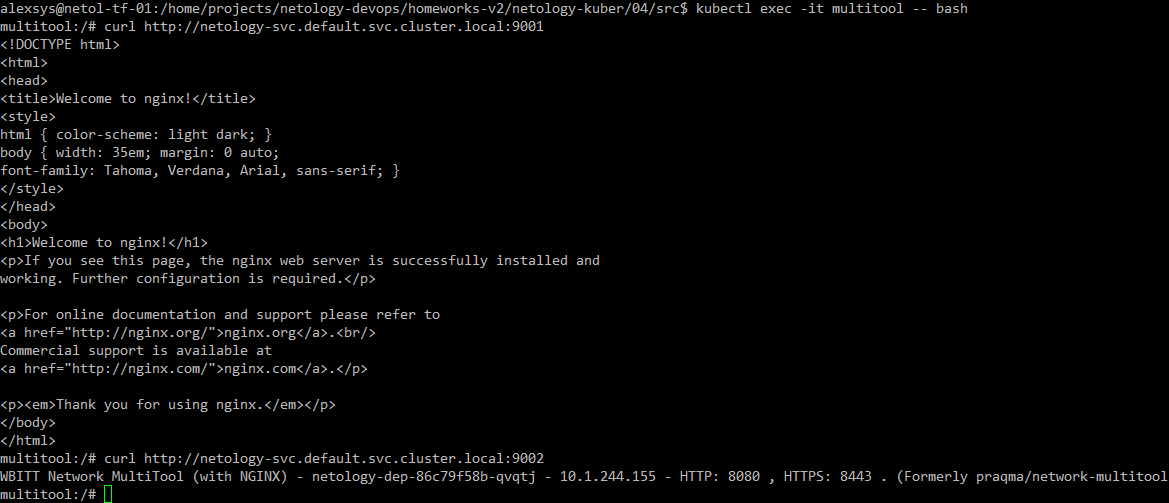 alexsys@netol-tf-01:/home/projects/netology-devops/homeworks-v2/netology-kuber/04/src$ kubectl exec -it multitool -- bash
multitool:/# curl http://netology-svc.default.svc.cluster.local:9001
<!DOCTYPE html>
<html>
<head>
<title>Welcome to nginx!</title>
<style>
html { color-scheme: light dark; }
body { width: 35em; margin: 0 auto;
font-family: Tahoma, Verdana, Arial, sans-serif; }
</style>
</head>
<body>
<h1>Welcome to nginx!</h1>
<p>If you see this page, the nginx web server is successfully installed and
working. Further configuration is required.</p>

<p>For online documentation and support please refer to
<a href="http://nginx.org/">nginx.org</a>.<br/>
Commercial support is available at
<a href="http://nginx.com/">nginx.com</a>.</p>

<p><em>Thank you for using nginx.</em></p>
</body>
</html>
multitool:/# curl http://netology-svc.default.svc.cluster.local:9002
WBITT Network MultiTool (with NGINX) - netology-dep-86c79f58b-qvqtj - 10.1.244.155 - HTTP: 8080 , HTTPS: 8443 . (Formerly praqma/network-multitool
multitool:/#